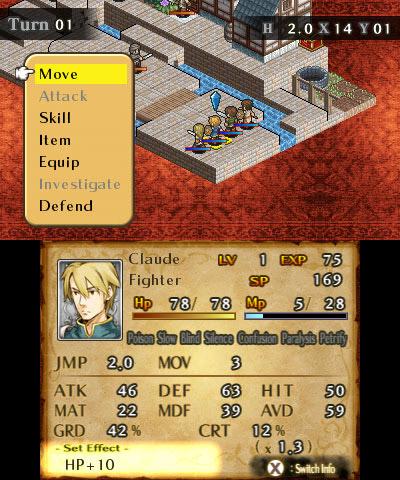 Turn 01
H 2.0 X 14 Y 01
Move
Attack
Skill
Item
Equip
Investigate
Defend
Claude LV 1 EXP 75
Fighter SP 169
Hp 78/ 78 Mp 5/ 28
Poison Slow Blind Silence Confusion Paralysis Petrify
JMP 2.0 MOV 3
ATK 46 DEF 63 HIT 50
MAT 22 MDF 39 AVD 59
GRD 42 % CRT 12 %
- Set Effect - ( x 1.3 )
HP+10 X : Switch Info